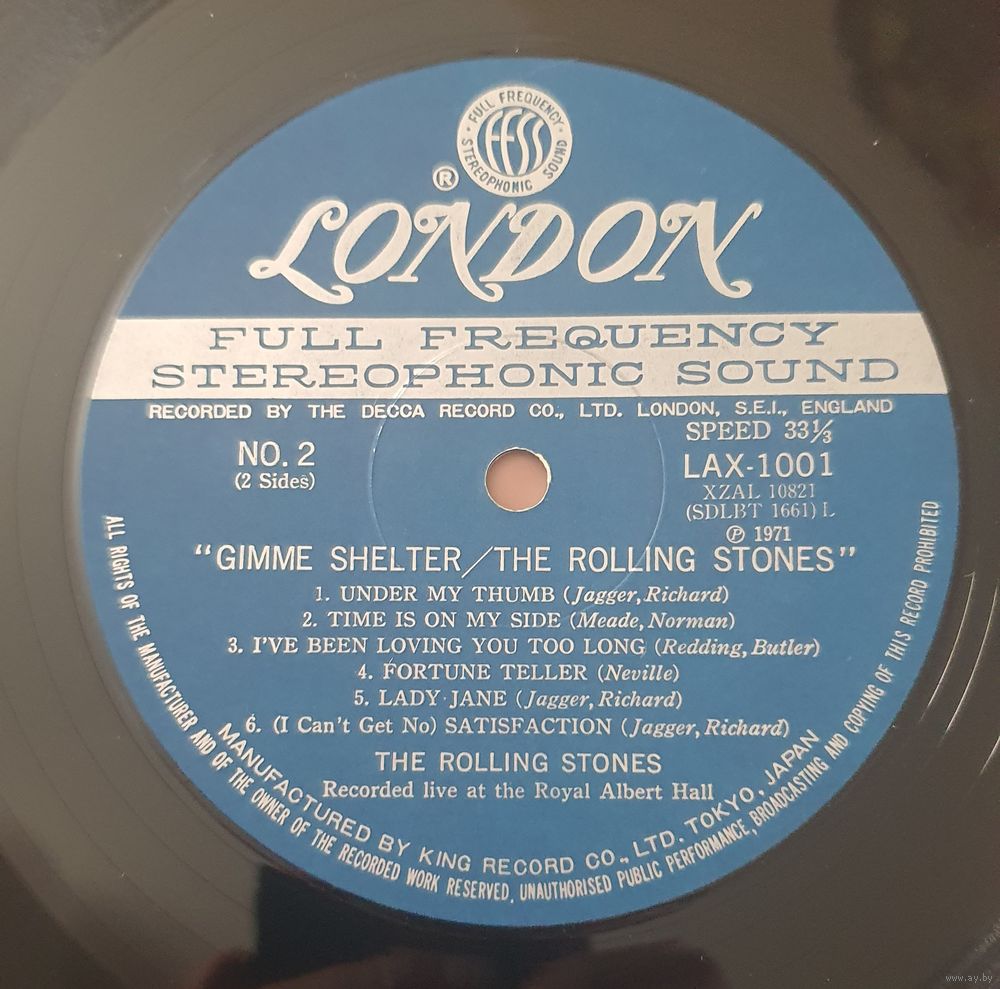 FULL FREQUENCY
STEREOPHONIC SOUND
FFSS
®
LONDON
FULL FREQUENCY
STEREOPHONIC SOUND
RECORDED BY THE DECCA RECORD CO., LTD. LONDON, S.E.I., ENGLAND
NO. 2
(2 Sides)
SPEED 33⅓
LAX-1001
XZAL 10821
(SDLBT 1661) L
℗ 1971
"GIMME SHELTER/THE ROLLING STONES"
1. UNDER MY THUMB (Jagger, Richard)
2. TIME IS ON MY SIDE (Meade, Norman)
3. I'VE BEEN LOVING YOU TOO LONG (Redding, Butler)
4. FORTUNE TELLER (Neville)
5. LADY JANE (Jagger, Richard)
6. (I Can't Get No) SATISFACTION (Jagger, Richard)
THE ROLLING STONES
Recorded live at the Royal Albert Hall
MANUFACTURED BY KING RECORD CO., LTD. TOKYO, JAPAN
ALL RIGHTS OF THE MANUFACTURER AND OF THE OWNER OF THE RECORDED WORK RESERVED. UNAUTHORISED PUBLIC PERFORMANCE, BROADCASTING AND COPYING OF THIS RECORD PROHIBITED
www.ay.by